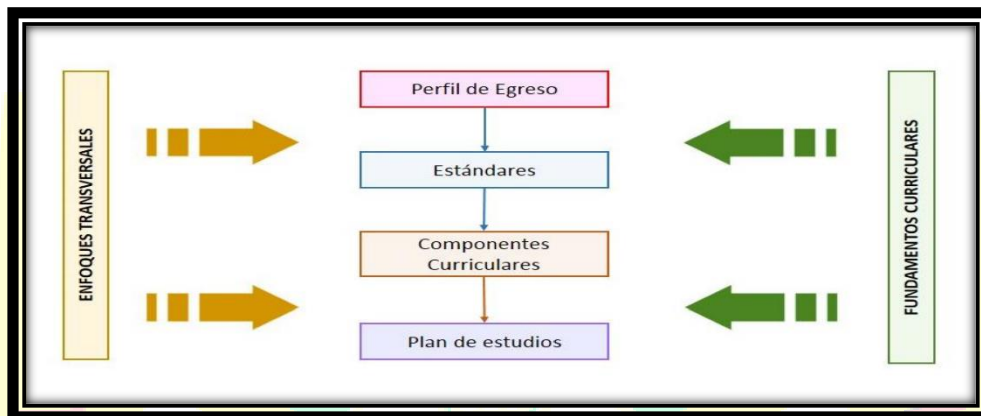 ENFOQUES TRANSVERSALES
Perfil de Egreso
Estándares
Componentes
Curriculares
Plan de estudios
FUNDAMENTOS CURRICULARES